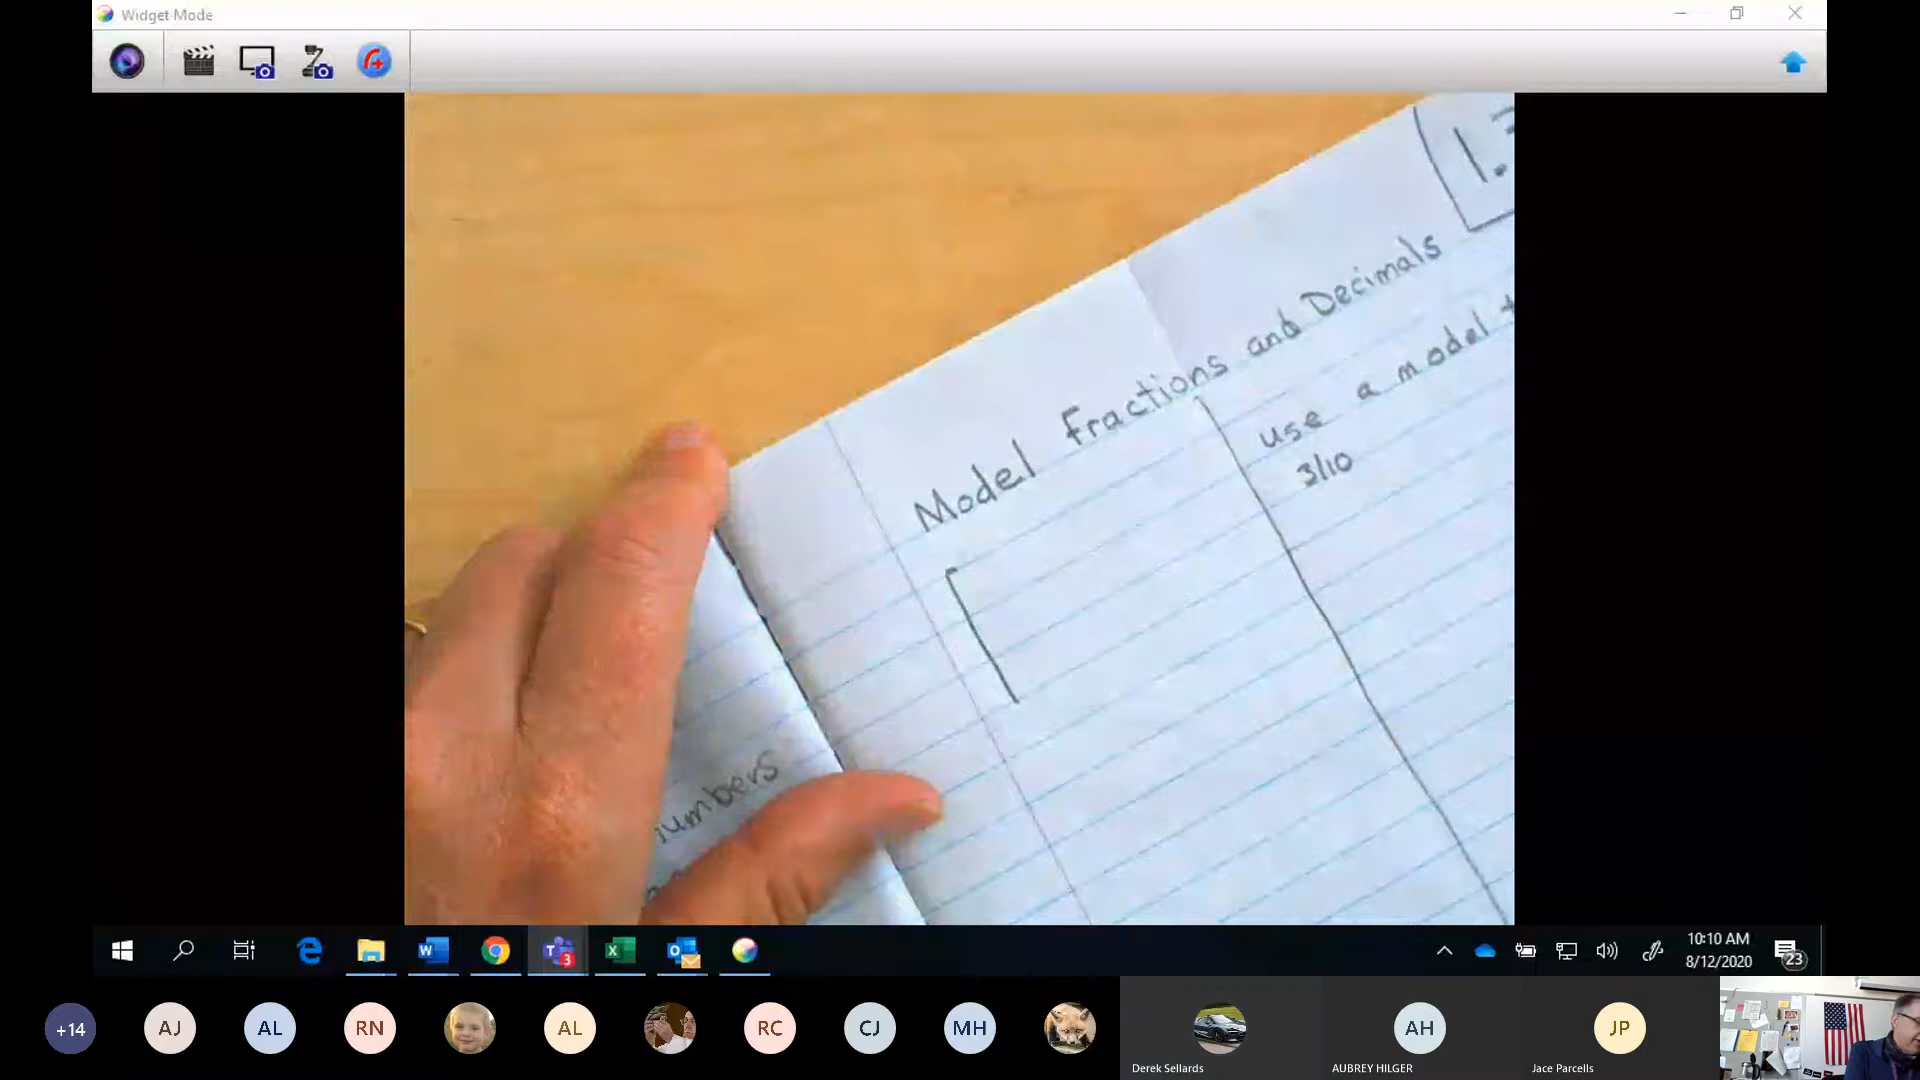 Widget Mode
1.
Model Fractions and Decimals
use a model
3/10
umbers
3
10:10 AM
8/12/2020
23
+14
AJ
AL
RN
AL
RC
CJ
MH
AH
JP
Derek Sellards
AUBREY HILGER
Jace Parcells